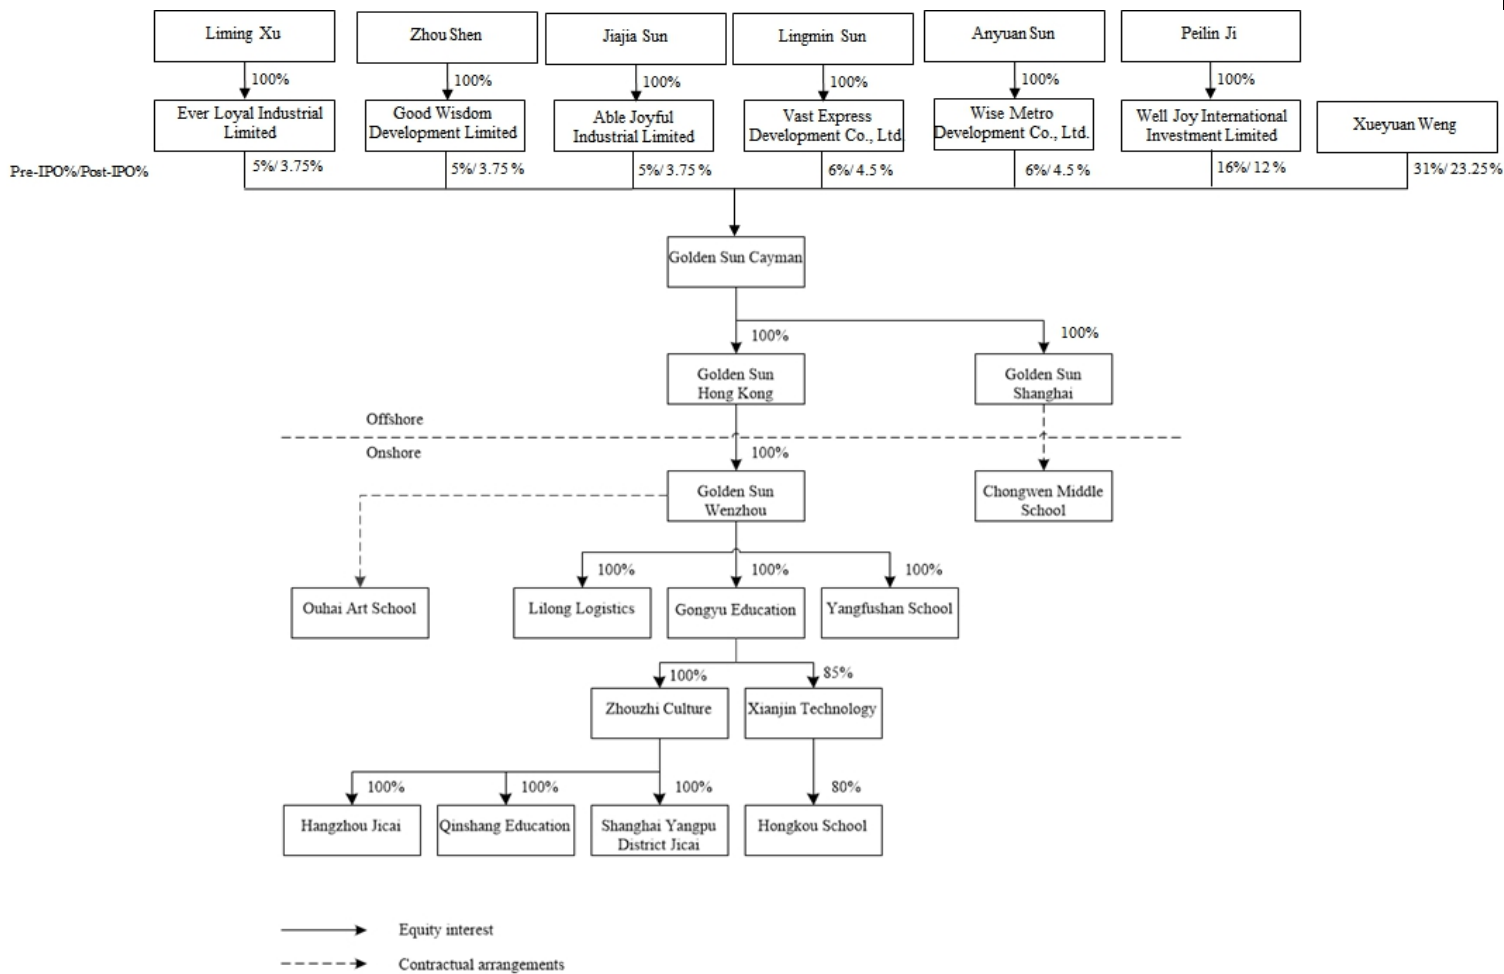 Liming Xu
Zhou Shen
Jiajia Sun
Lingmin Sun
Anyuan Sun
Peilin Ji
100%
100%
100%
100%
100%
100%
Ever Loyal Industrial
Limited
Good Wisdom
Development Limited
Able Joyful
Industrial Limited
Vast Express
Development Co., Ltd
Wise Metro
Development Co., Ltd.
Well Joy International
Investment Limited
Xueyuan Weng
Pre-IPO%/Post-IPO%
5%/3.75%
5%/3.75 %
5%/3.75 %
6%/4.5 %
6%/4.5 %
16%/12 %
31%/23.25%
Golden Sun Cayman
100%
100%
Golden Sun
Hong Kong
Golden Sun
Shanghai
Offshore
Onshore
100%
Golden Sun
Wenzhou
Chongwen Middle
School
100%
100%
100%
Ouhai Art School
Lilong Logistics
Gongyu Education
Yangfushan School
100%
85%
Zhouzhi Culture
Xianjin Technology
100%
100%
100%
80%
Hangzhou Jicai
Qinshang Education
Shanghai Yangpu
District Jicai
Hongkou School
Equity interest
Contractual arrangements